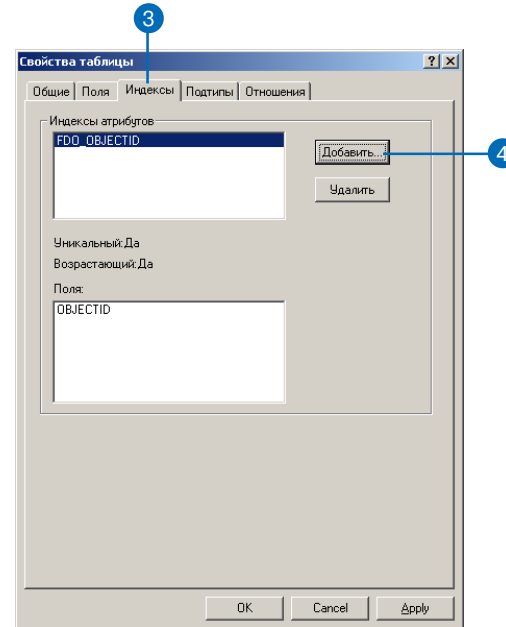 3
Свойства таблицы
Общие Поля Индексы Подтипы Отношения
Индексы атрибутов
FDO_OBJECTID
Добавить... 4
Удалить
Уникальный:Да
Возрастающий:Да
Поля:
OBJECTID
OK Cancel Apply